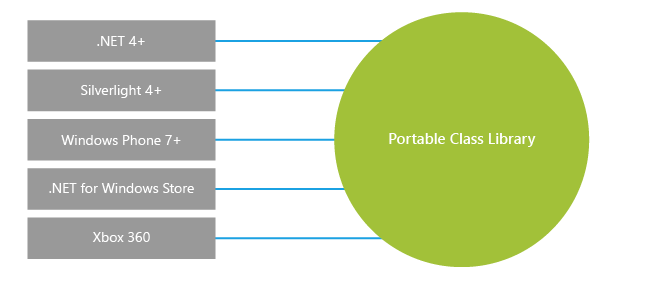 .NET 4+
Silverlight 4+
Windows Phone 7+
.NET for Windows Store
Xbox 360
Portable Class Library